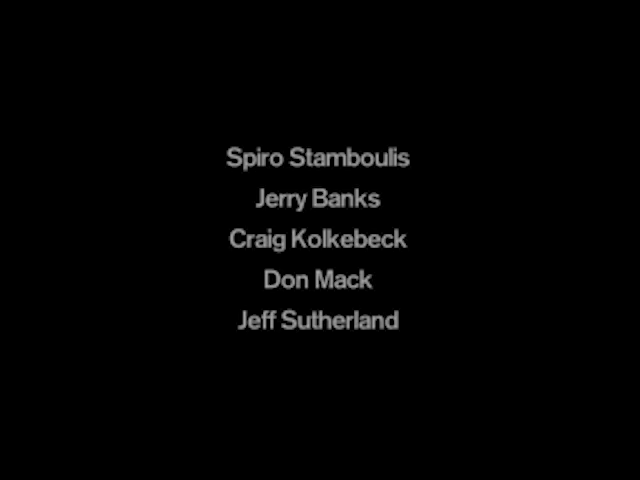 Spiro Stamboulis
Jerry Banks
Craig Kolkebeck
Don Mack
Jeff Sutherland